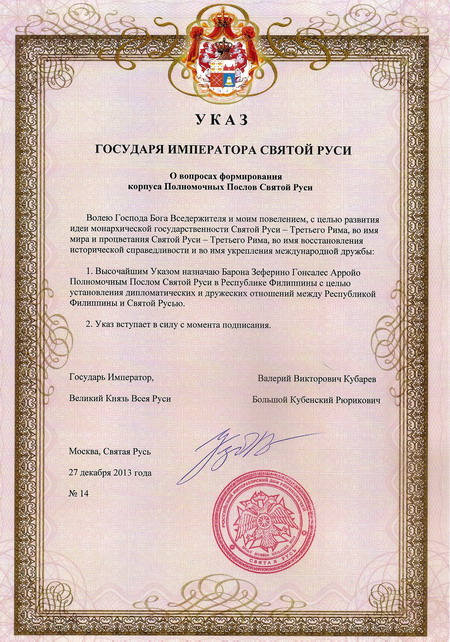 УКАЗ
ГОСУДАРЯ ИМПЕРАТОРА СВЯТОЙ РУСИ
О вопросах формирования
корпуса Полномочных Послов Святой Руси
Волею Господа Бога Вседержителя и моим повелением, с целью развития
идеи монархической государственности Святой Руси – Третьего Рима, во имя
мира и процветания Святой Руси – Третьего Рима, во имя восстановления
исторической справедливости и во имя укрепления международной дружбы:
1. Высочайшим Указом назначаю Барона Зеферино Гонсалес Арройо
Полномочным Послом Святой Руси в Республике Филиппины с целью
установления дипломатических и дружеских отношений между Республикой
Филиппины и Святой Русью.
2. Указ вступает в силу с момента подписания.
Государь Император, Валерий Викторович Кубарев
Великий Князь Всея Руси Большой Кубенский Рюрикович
Москва, Святая Русь
27 декабря 2013 года
№ 14
СВЯТАЯ РУСЬ